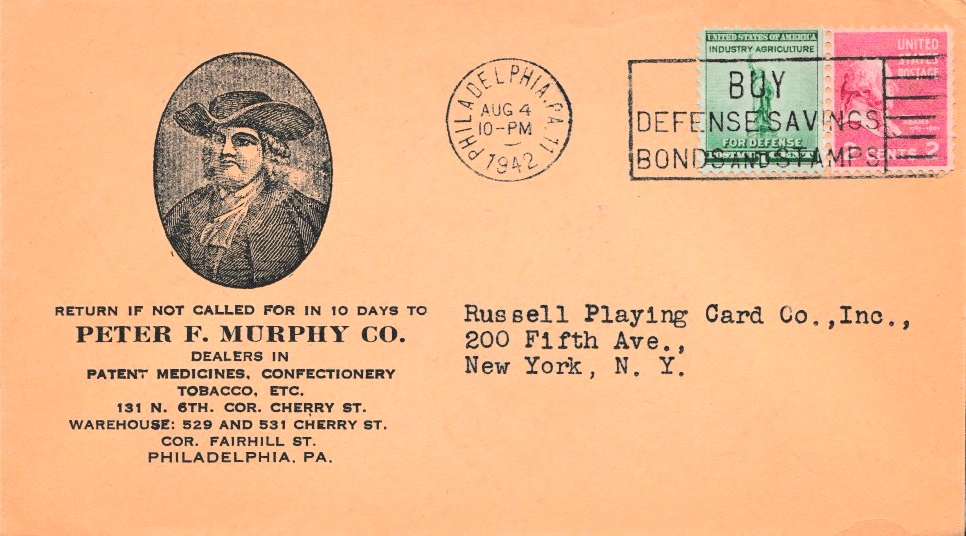 RETURN IF NOT CALLED FOR IN 10 DAYS TO
PETER F. MURPHY CO.
DEALERS IN
PATENT MEDICINES, CONFECTIONERY
TOBACCO, ETC.
131 N. 6TH. COR. CHERRY ST.
WAREHOUSE: 529 AND 531 CHERRY ST.
COR. FAIRHILL ST.
PHILADELPHIA, PA.
PHILADELPHIA, PA. 11
AUG 4
10-PM
1942
BUY
DEFENSE SAVINGS
BONDS AND STAMPS
UNITED STATES OF AMERICA
INDUSTRY AGRICULTURE
FOR DEFENSE
UNITED
STATES
POSTAGE
CENTS 2
Russell Playing Card Co.,Inc.,
200 Fifth Ave.,
New York, N. Y.